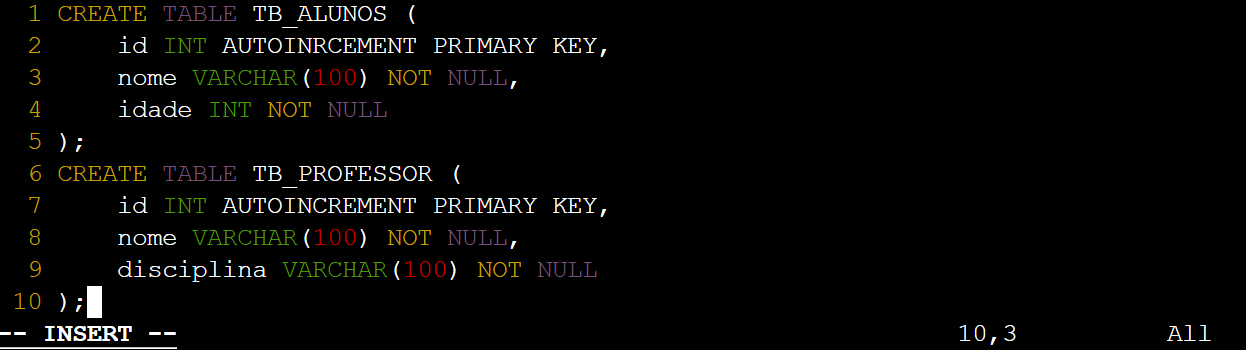 1 CREATE TABLE TB_ALUNOS (
2     id INT AUTOINRCEMENT PRIMARY KEY,
3     nome VARCHAR(100) NOT NULL,
4     idade INT NOT NULL
5 );
6 CREATE TABLE TB_PROFESSOR (
7     id INT AUTOINCREMENT PRIMARY KEY,
8     nome VARCHAR(100) NOT NULL,
9     disciplina VARCHAR(100) NOT NULL
10 );
-- INSERT -- 10,3 All